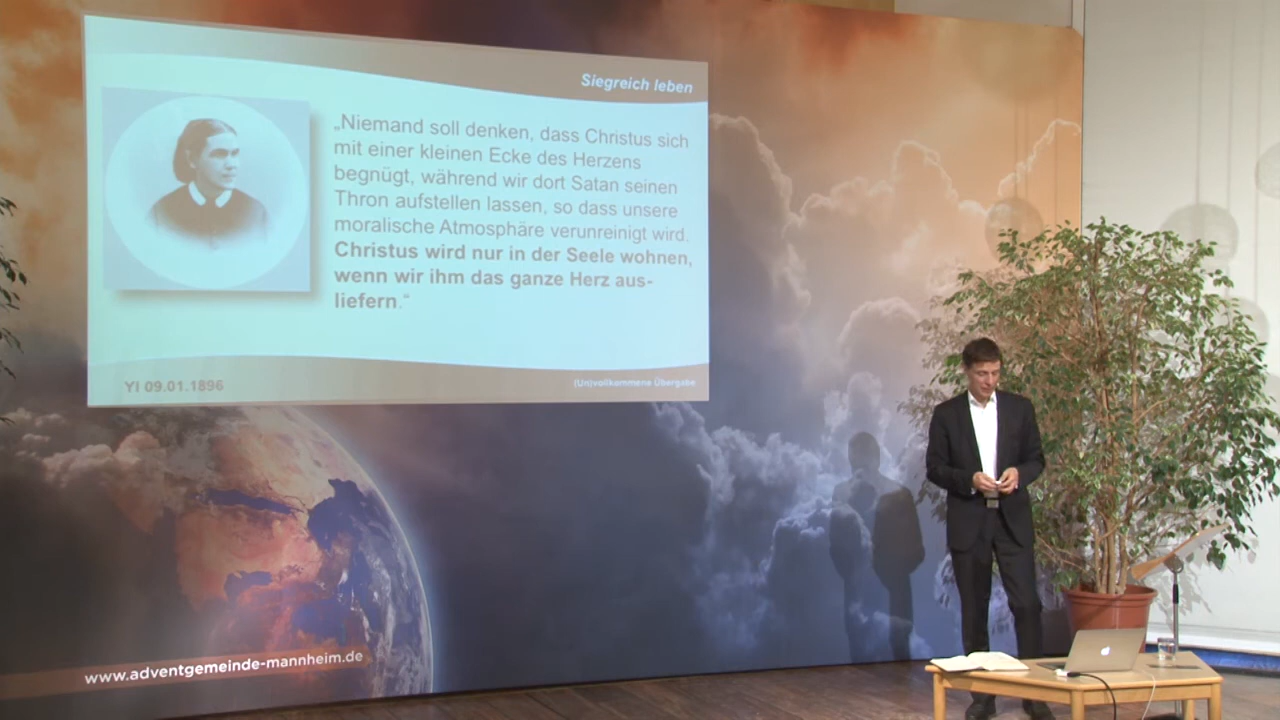 Siegreich leben
„Niemand soll denken, dass Christus sich
mit einer kleinen Ecke des Herzens
begnügt, während wir dort Satan seinen
Thron aufstellen lassen, so dass unsere
moralische Atmosphäre verunreinigt wird.
Christus wird nur in der Seele wohnen,
wenn wir ihm das ganze Herz aus-
liefern.“
YI 09.01.1896
(Un)vollkommene Übergabe
www.adventgemeinde-mannheim.de